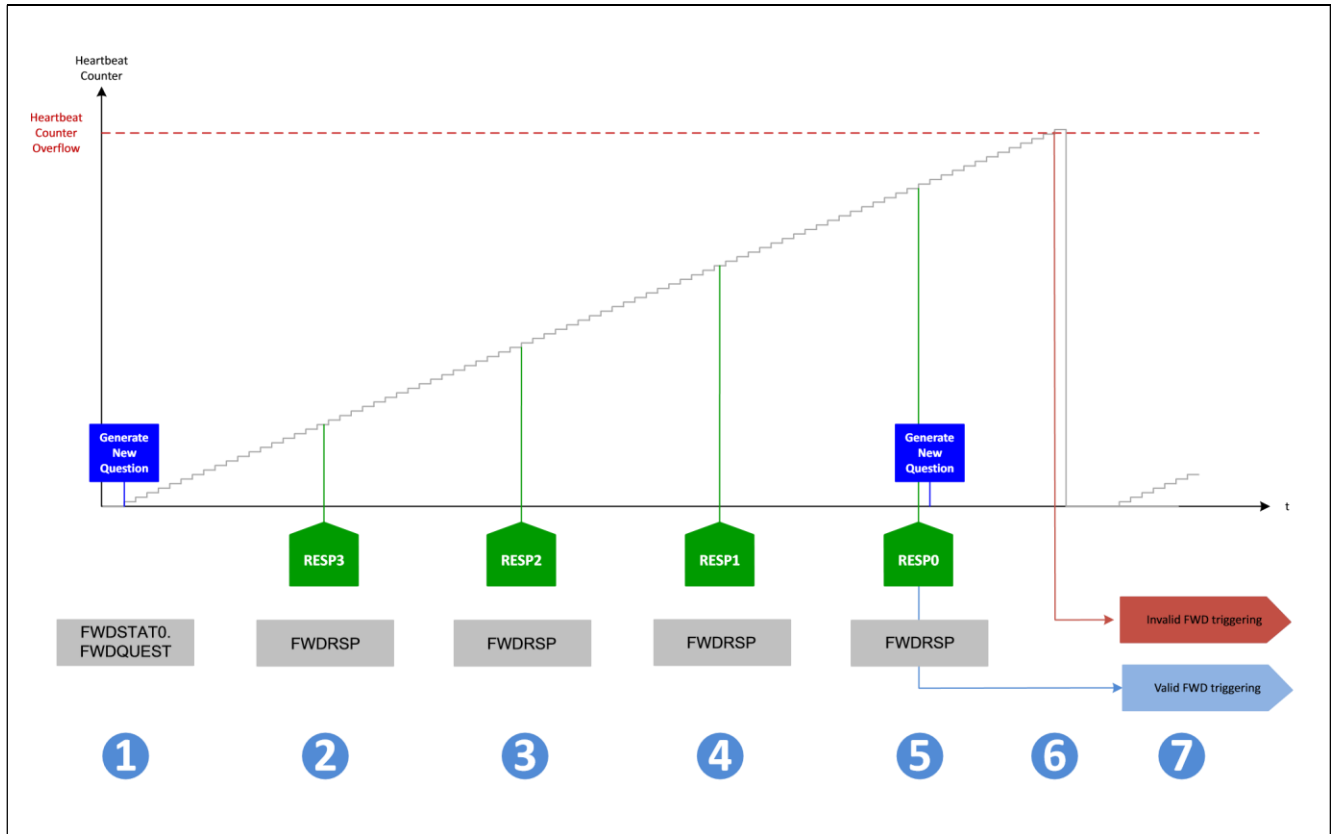 Heartbeat
Counter
Heartbeat
Counter
Overflow
Generate
New
Question
Generate
New
Question
t
RESP3
RESP2
RESP1
RESP0
FWDSTAT0.
FWDQUEST
FWDRSP
FWDRSP
FWDRSP
FWDRSP
Invalid FWD triggering
Valid FWD triggering
1
2
3
4
5
6
7